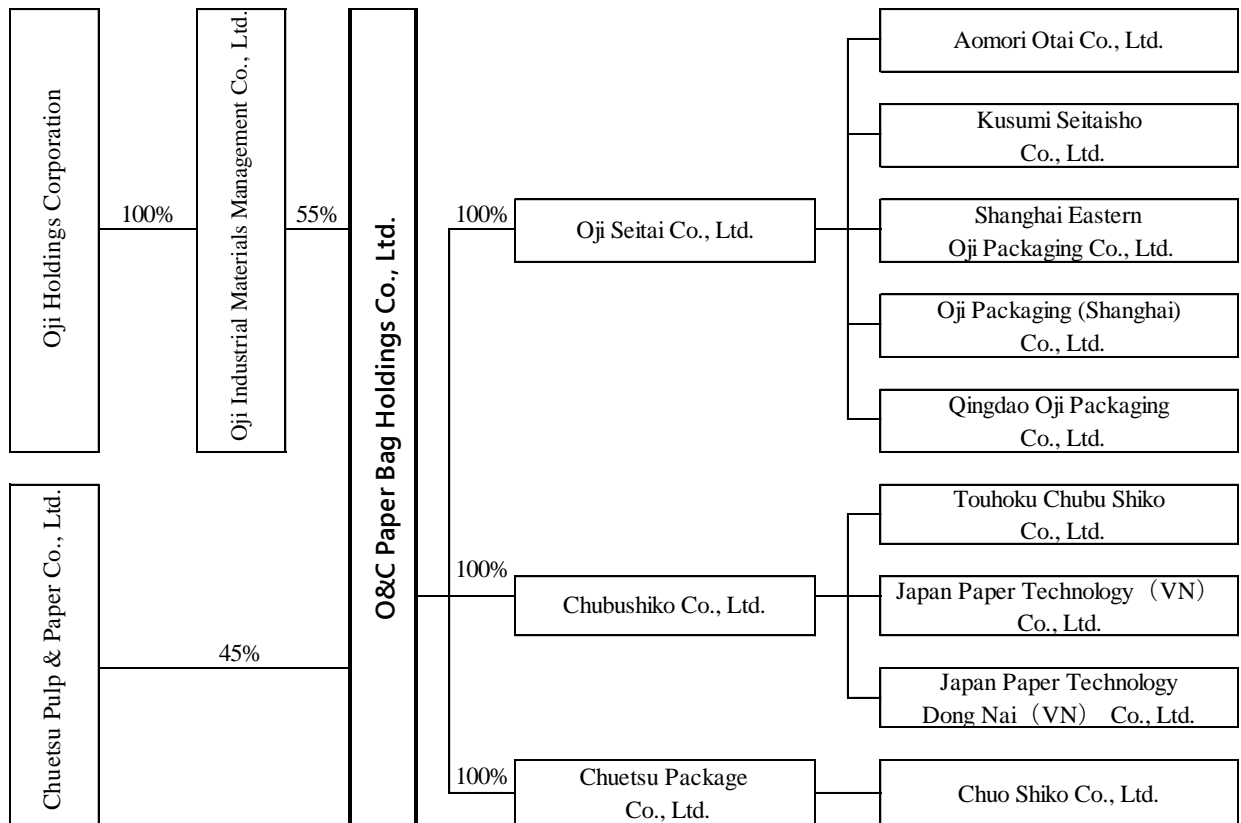 Oji Holdings Corporation
100%
Oji Industrial Materials Management Co., Ltd.
55%
Chuetsu Pulp & Paper Co., Ltd.
45%
O&C Paper Bag Holdings Co., Ltd.
100%
Oji Seitai Co., Ltd.
Aomori Otai Co., Ltd.
Kusumi Seitaisho
Co., Ltd.
Shanghai Eastern
Oji Packaging Co., Ltd.
Oji Packaging (Shanghai)
Co., Ltd.
Qingdao Oji Packaging
Co., Ltd.
100%
Chubushiko Co., Ltd.
Touhoku Chubu Shiko
Co., Ltd.
Japan Paper Technology（VN）
Co., Ltd.
Japan Paper Technology
Dong Nai（VN） Co., Ltd.
100%
Chuetsu Package
Co., Ltd.
Chuo Shiko Co., Ltd.